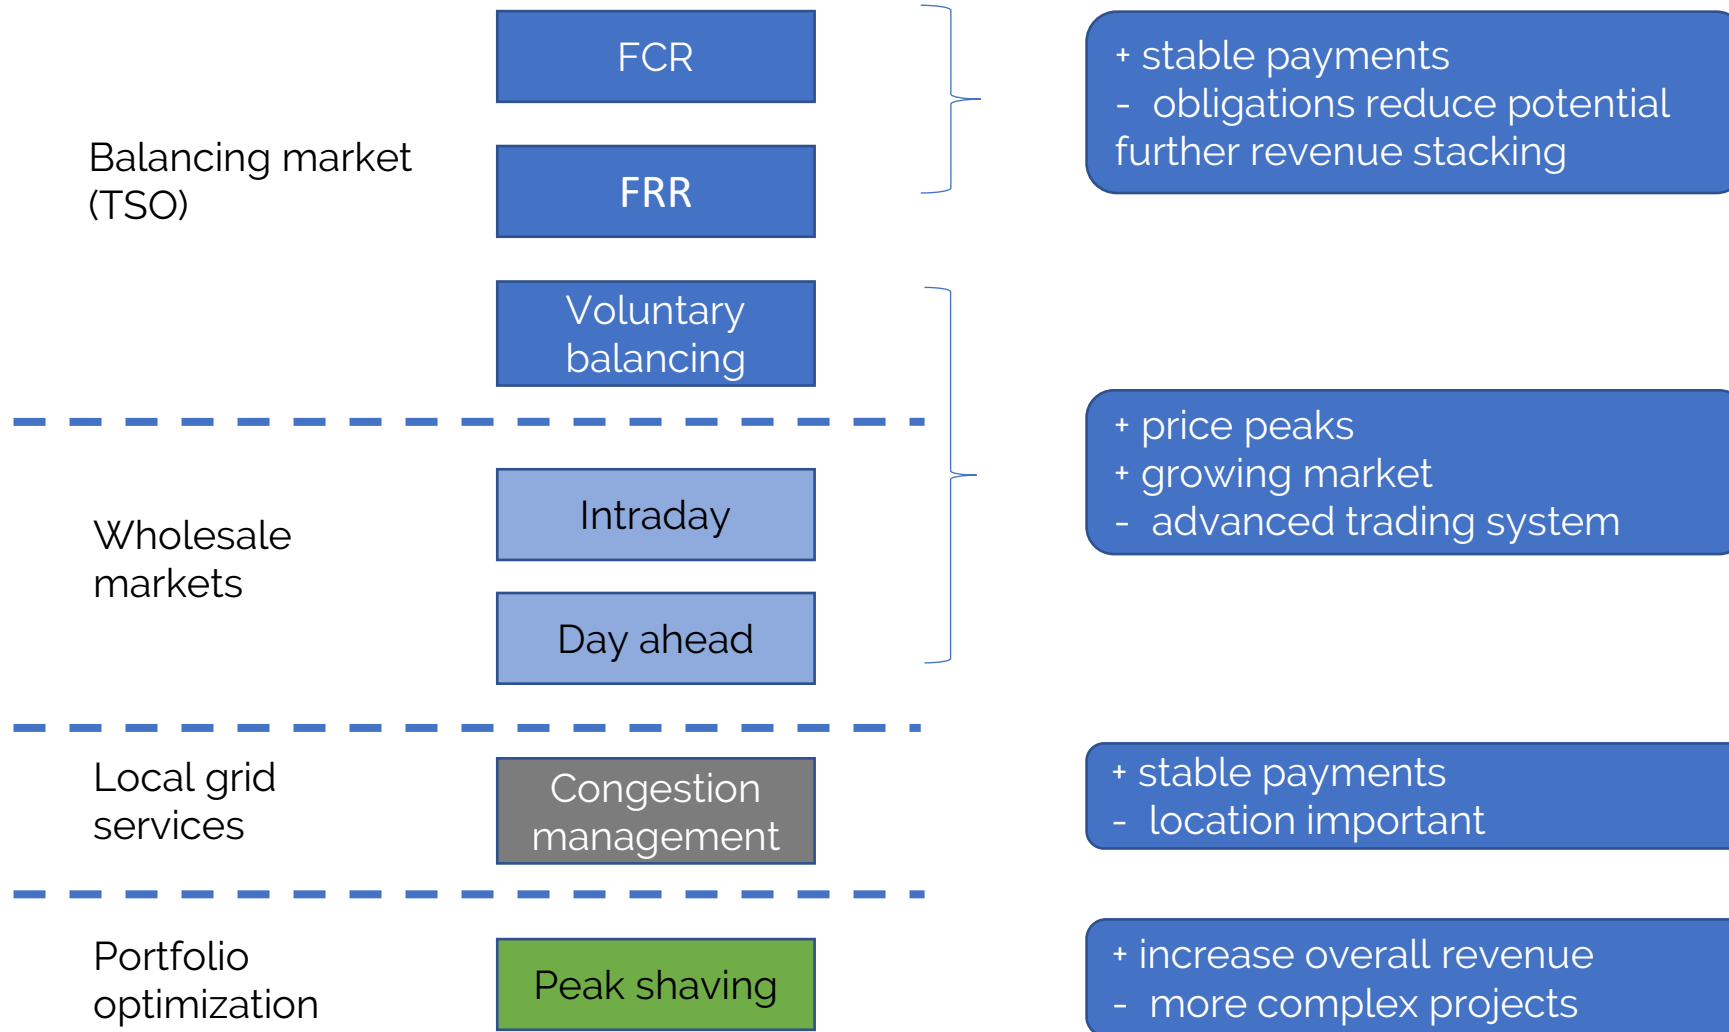 FCR
+ stable payments
- obligations reduce potential
further revenue stacking
Balancing market
(TSO)
FRR
Voluntary
balancing
+ price peaks
+ growing market
- advanced trading system
Wholesale
markets
Intraday
Day ahead
Local grid
services
Congestion
management
+ stable payments
- location important
Portfolio
optimization
Peak shaving
+ increase overall revenue
- more complex projects